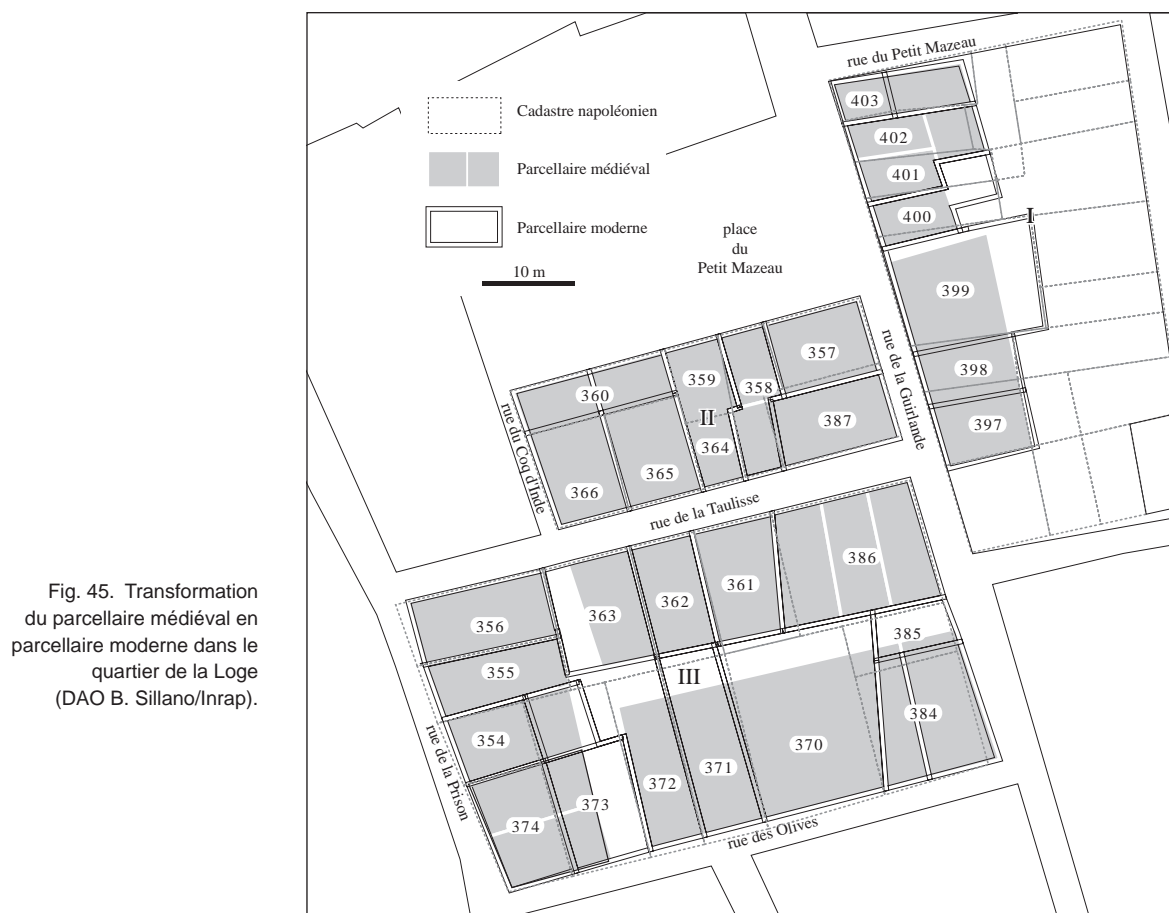 rue du Petit Mazeau
Cadastre napoléonien
Parcellaire médiéval
Parcellaire moderne
10 m
place
du
Petit Mazeau
403
402
401
400
I
399
398
397
rue de la Guirlande
357
358
359
360
II
364
387
365
366
rue du Coq d'Inde
rue de la Taulisse
386
361
362
363
356
385
355
III
384
354
370
371
372
373
374
rue de la Prison
rue des Olives
Fig. 45. Transformation
du parcellaire médiéval en
parcellaire moderne dans le
quartier de la Loge
(DAO B. Sillano/Inrap).